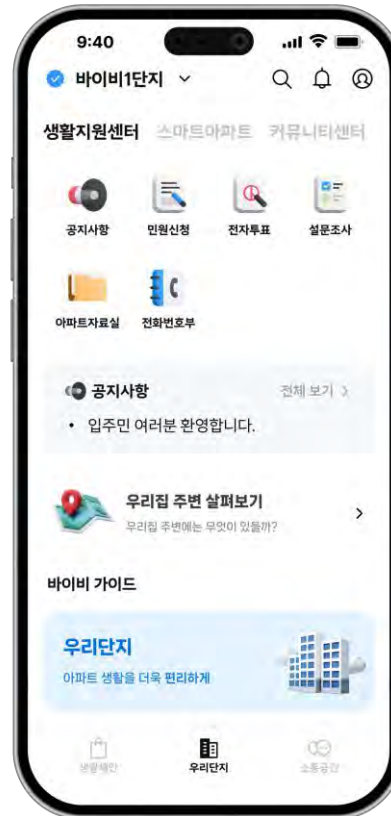 9:40
바이비1단지
생활지원센터 스마트아파트 커뮤니티센터
공지사항 민원신청 전자투표 설문조사
아파트자료실 전화번호부
공지사항 전체 보기 >
• 입주민 여러분 환영합니다.
우리집 주변 살펴보기
우리집 주변에는 무엇이 있을까?
바이비 가이드
우리단지
아파트 생활을 더욱 편리하게
생활제안 우리단지 소통공간